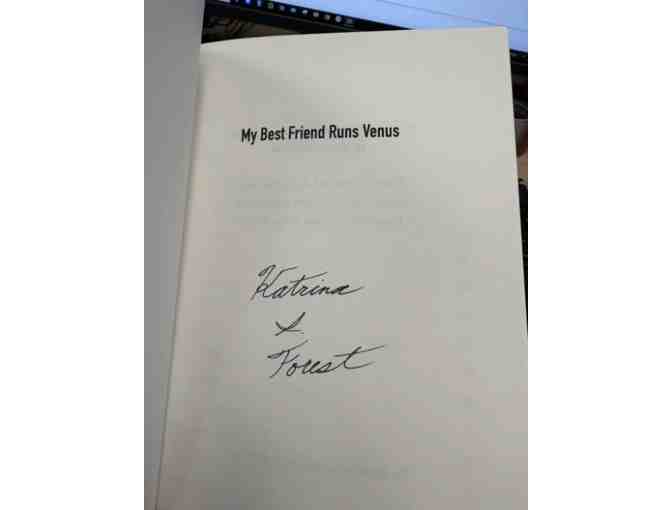 My Best Friend Runs Venus
Katrina
S.
Forest